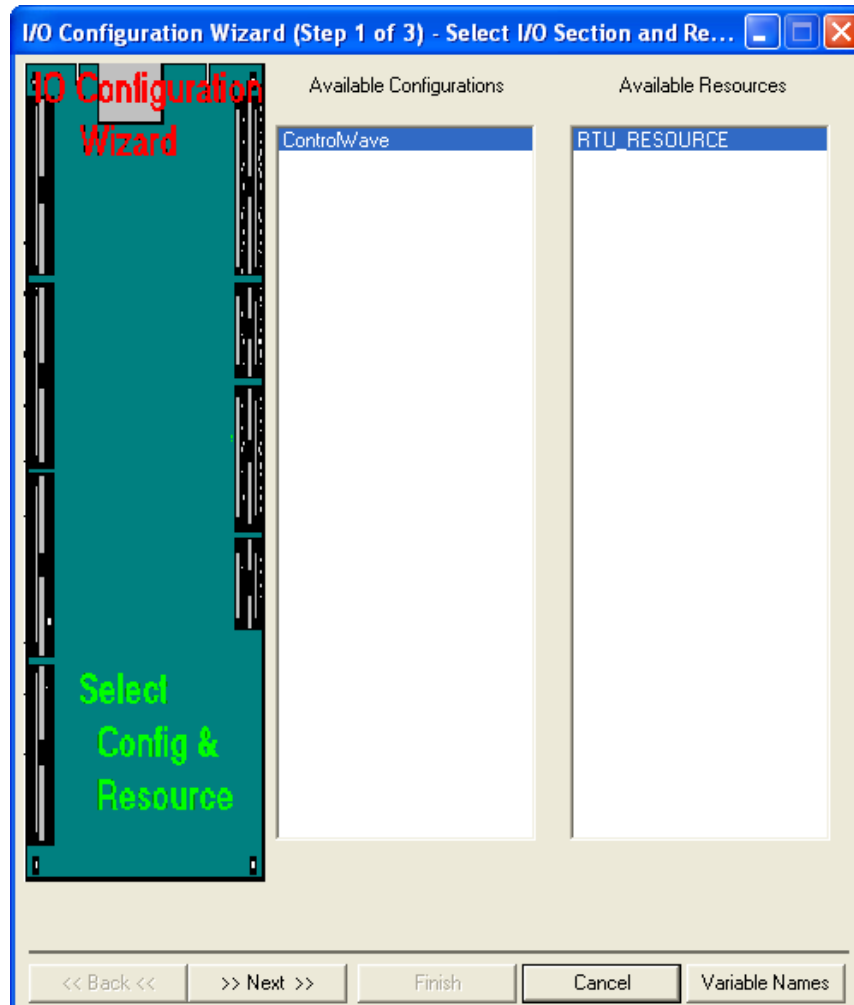 I/O Configuration Wizard (Step 1 of 3) - Select I/O Section and Re...
IO Configuration
Wizard
Available Configurations
Available Resources
ControlWave
RTU_RESOURCE
Select
Config &
Resource
<< Back <<
>> Next >>
Finish
Cancel
Variable Names